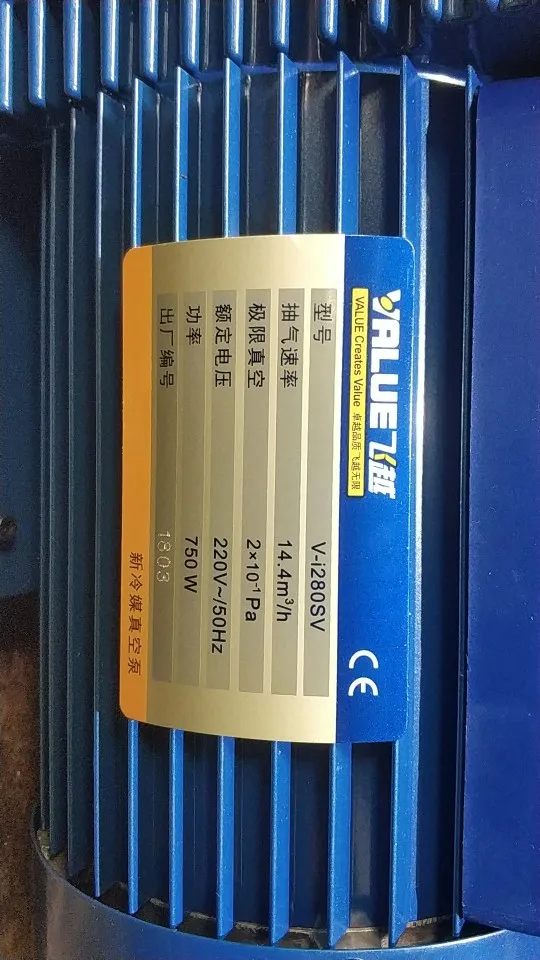 VALUE飞越
VALUE Creates Value 卓越品质 飞越无限
CE
型号 V-i280SV
抽气速率 14.4m³/h
极限真空 2×10⁻¹Pa
额定电压 220V~/50Hz
功率 750W
出厂编号 1803
新冷媒真空泵